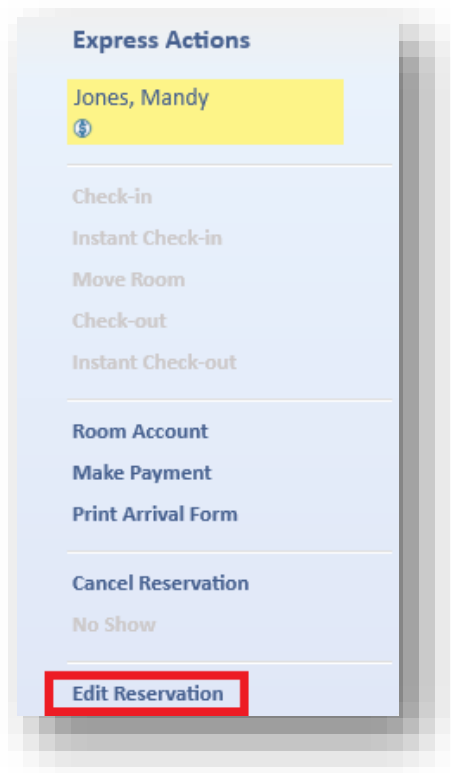 Express Actions
Jones, Mandy
Check-in
Instant Check-in
Move Room
Check-out
Instant Check-out
Room Account
Make Payment
Print Arrival Form
Cancel Reservation
No Show
Edit Reservation